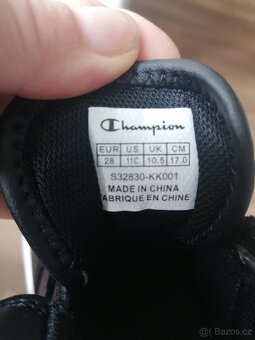 Champion
EUR US UK CM
28 11C 10.5 17.0
S32830-KK001
MADE IN CHINA
FABRIQUE EN CHINE
Bazos.cz